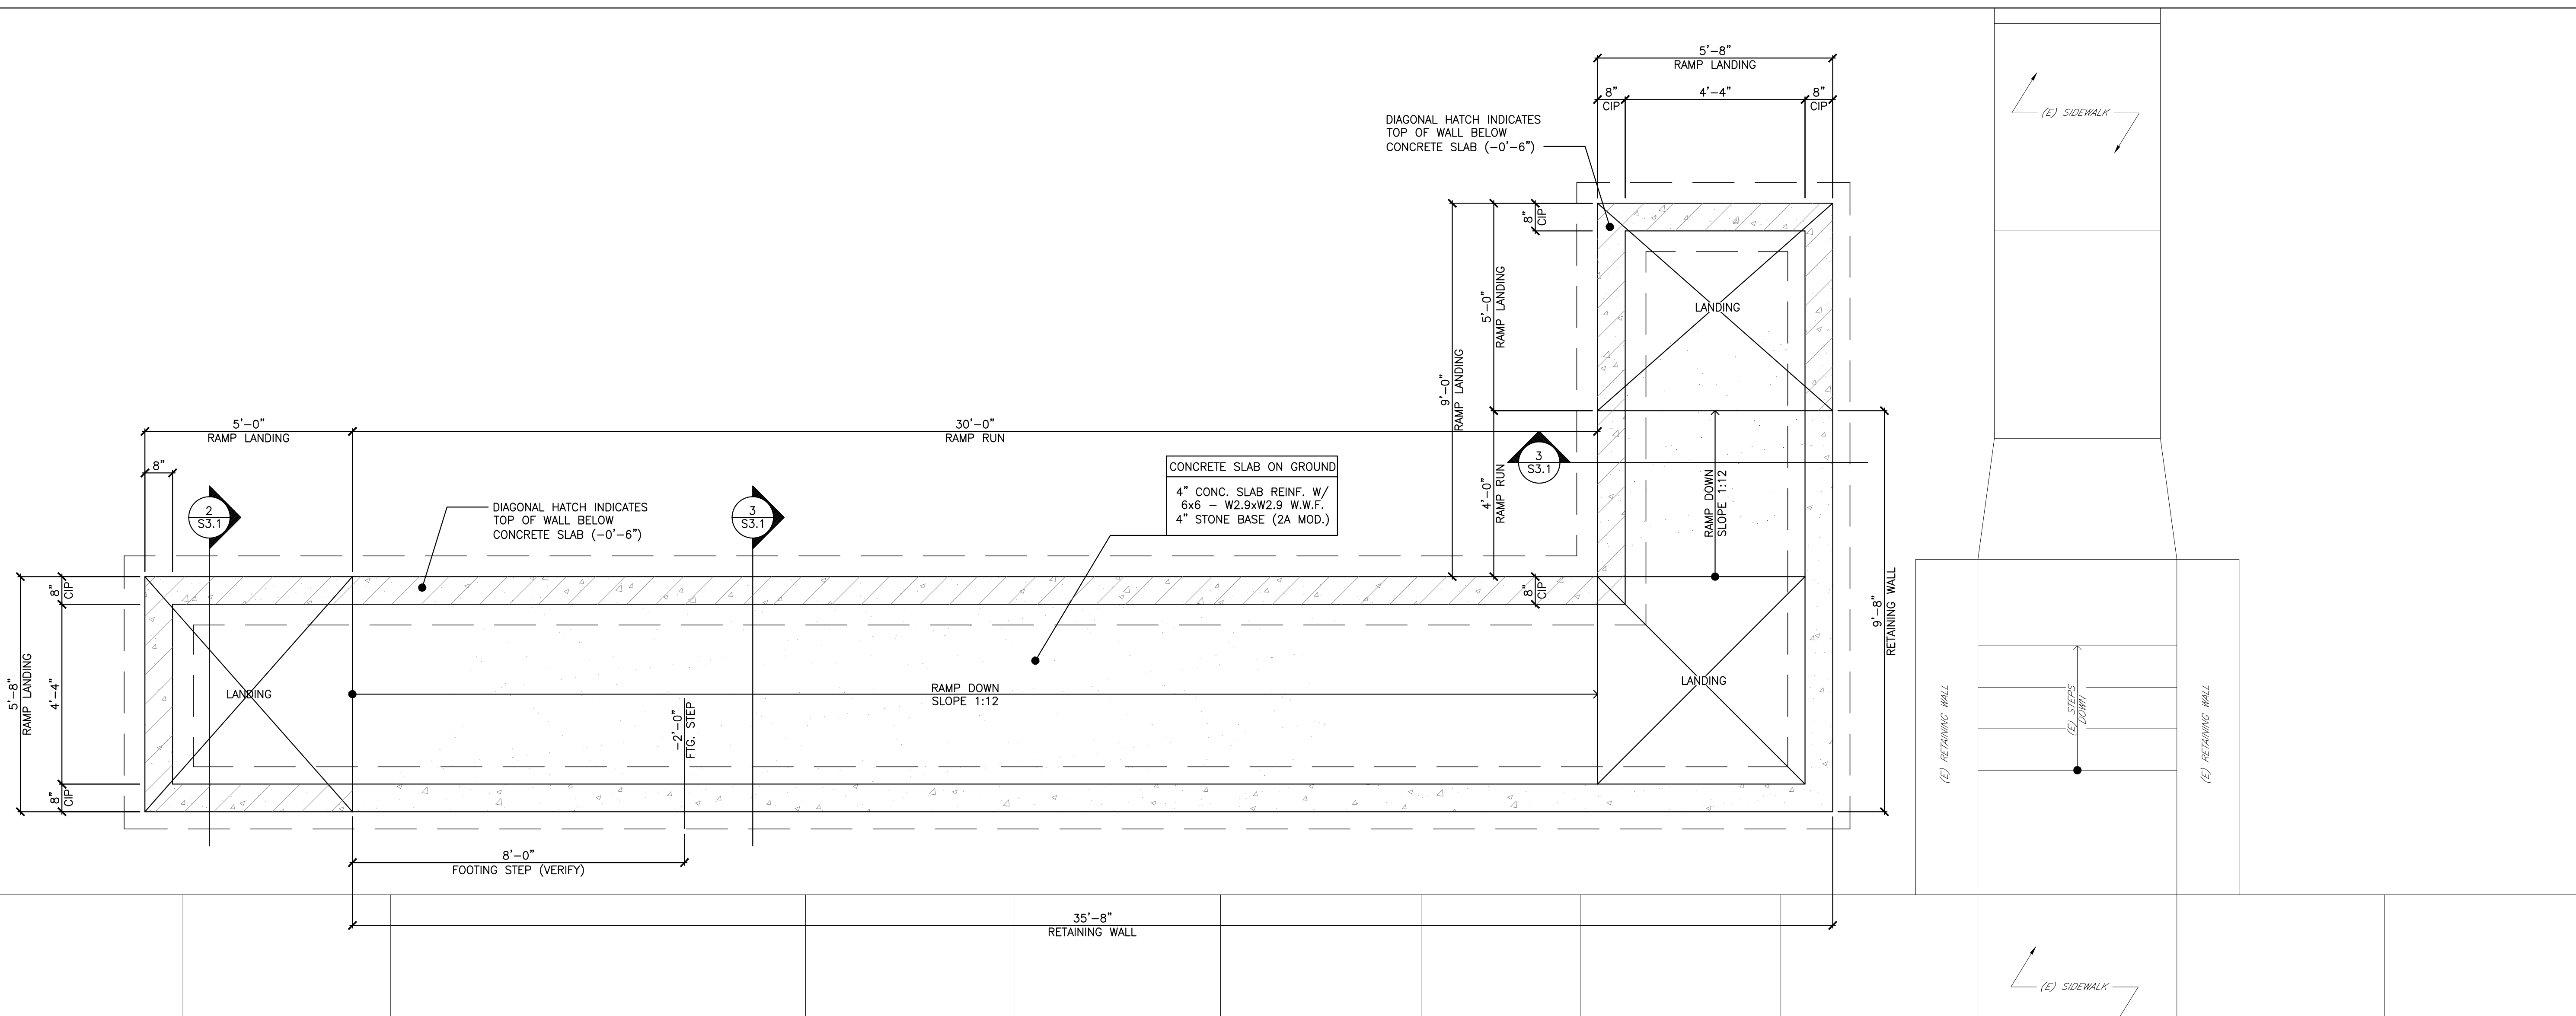 5'-8"
RAMP LANDING
8"
CIP
4'-4"
8"
CIP
(E) SIDEWALK
DIAGONAL HATCH INDICATES
TOP OF WALL BELOW
CONCRETE SLAB (-0'-6")
8"
CIP
5'-0"
RAMP LANDING
9'-0"
RAMP LANDING
LANDING
5'-0"
RAMP LANDING
30'-0"
RAMP RUN
8"
2
S3.1
DIAGONAL HATCH INDICATES
TOP OF WALL BELOW
CONCRETE SLAB (-0'-6")
3
S3.1
CONCRETE SLAB ON GROUND
4" CONC. SLAB REINF. W/
6x6 - W2.9xW2.9 W.W.F.
4" STONE BASE (2A MOD.)
3
S3.1
4'-0"
RAMP RUN
RAMP DOWN
SLOPE 1:12
8"
CIP
8"
CIP
5'-8"
RAMP LANDING
4'-4"
8"
CIP
LANDING
RAMP DOWN
SLOPE 1:12
-2'-0"
FTG. STEP
LANDING
9'-8"
RETAINING WALL
(E) RETAINING WALL
(E) STEPS
DOWN
(E) RETAINING WALL
8'-0"
FOOTING STEP (VERIFY)
35'-8"
RETAINING WALL
(E) SIDEWALK